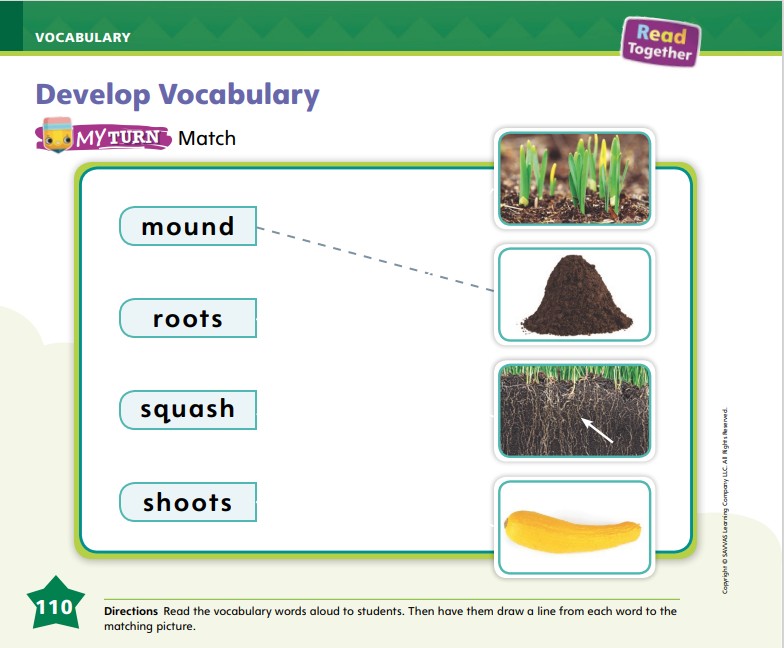 VOCABULARY
Read
Together
Develop Vocabulary
MY TURN Match
mound
roots
squash
shoots
110
Directions Read the vocabulary words aloud to students. Then have them draw a line from each word to the
matching picture.
Copyright © SAVVAS Learning Company LLC. All Rights Reserved.